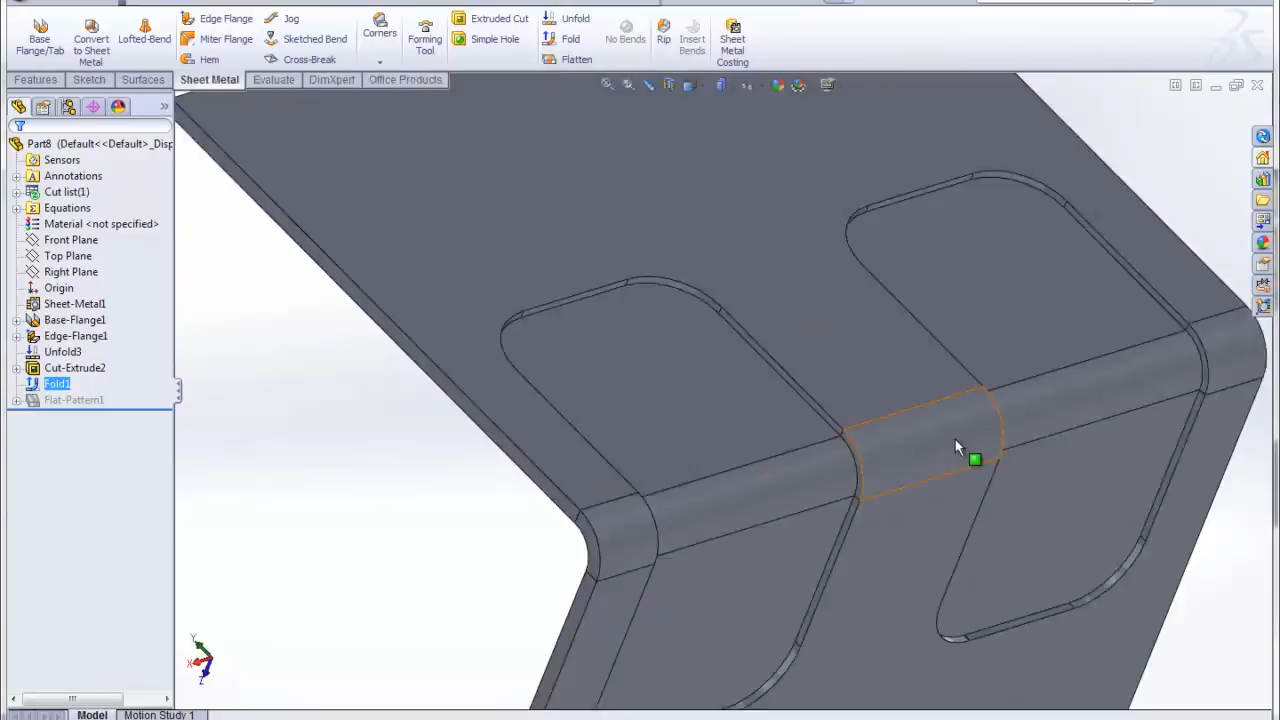 Base Flange/Tab
Convert to Sheet Metal
Lofted-Bend
Edge Flange
Miter Flange
Hem
Jog
Sketched Bend
Cross-Break
Corners
Forming Tool
Extruded Cut
Simple Hole
Unfold
Fold
Flatten
No Bends
Rip
Insert Bends
Sheet Metal Costing
Features
Sketch
Surfaces
Sheet Metal
Evaluate
DimXpert
Office Products
Part8 (Default<<Default>_Disp
Sensors
Annotations
Cut list(1)
Equations
Material <not specified>
Front Plane
Top Plane
Right Plane
Origin
Sheet-Metal1
Base-Flange1
Edge-Flange1
Unfold3
Cut-Extrude2
Fold1
Flat-Pattern1
Y
X
Z
Model
Motion Study 1